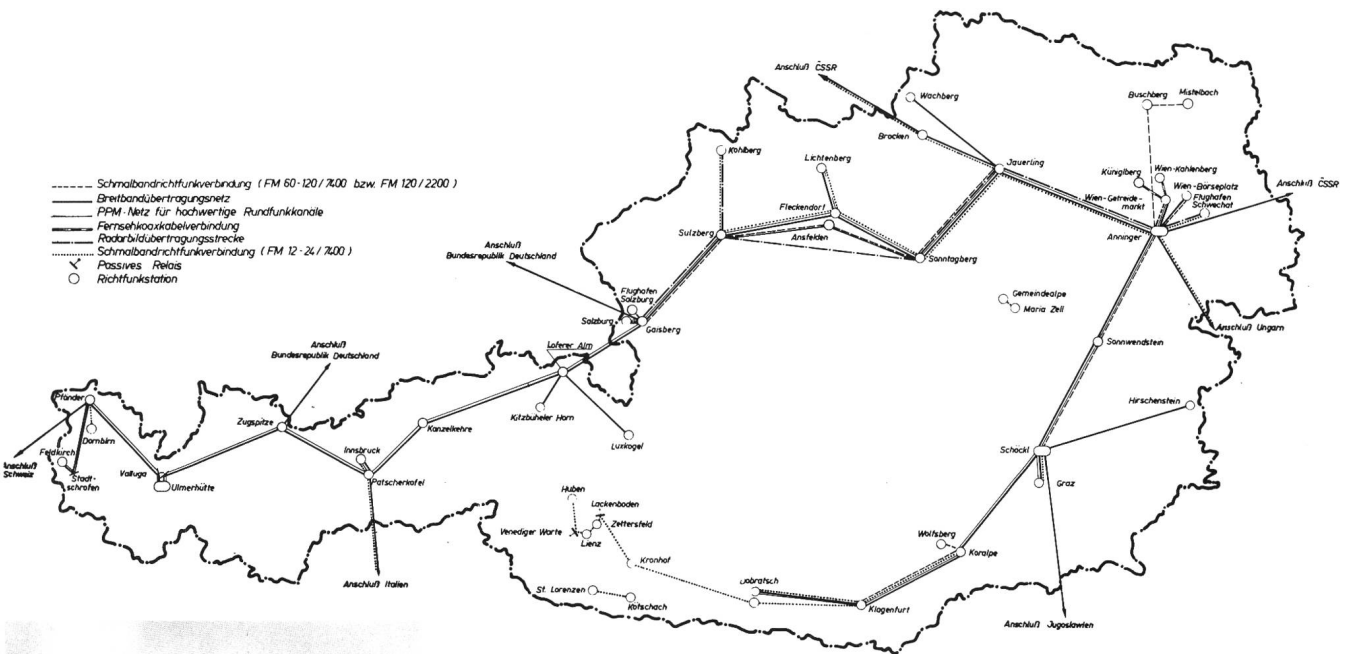 Schmalbandrichtfunkverbindung ( FM 60-120/7400 bzw. FM 120/2200 )
Breitbandübertragungsnetz
PPM-Netz für hochwertige Rundfunkkanäle
Fernsehkoaxkabelverbindung
Radarbildübertragungsstrecke
Schmalbandrichtfunkverbindung ( FM 12-24/7400 )
Passives Relais
Richtfunkstation
Anschluß ČSSR
Wachberg
Brocken
Buschberg
Mistelbach
Kohlberg
Lichtenberg
Jauerling
Küniglberg
Wien-Kahlenberg
Wien-Börseplatz
Flughafen
Schwechat
Wien-Getreide-
markt
Anschluß ČSSR
Anninger
Fleckendorf
Ansfelden
Sulzberg
Sonntagberg
Anschluß
Bundesrepublik Deutschland
Flughafen
Salzburg
Salzburg
Gaisberg
Gemeindealpe
Maria Zell
Anschluß Ungarn
Sonnwendstein
Loferer Alm
Anschluß
Bundesrepublik Deutschland
Pfänder
Dornbirn
Feldkirch
Stadt-
schrofen
Anschluß
Schweiz
Valluga
Ulmerhütte
Zugspitze
Innsbruck
Patscherkofel
Kanzelkehre
Kitzbüheler Horn
Luxkogel
Hirschenstein
Schöckl
Graz
Huben
Lackenboden
Zettersfeld
Venediger Warte
Lienz
Kronhof
Wolfsberg
Koralpe
Anschluß Italien
St. Lorenzen
Kötschach
Dobratsch
Klagenfurt
Anschluß Jugoslawien